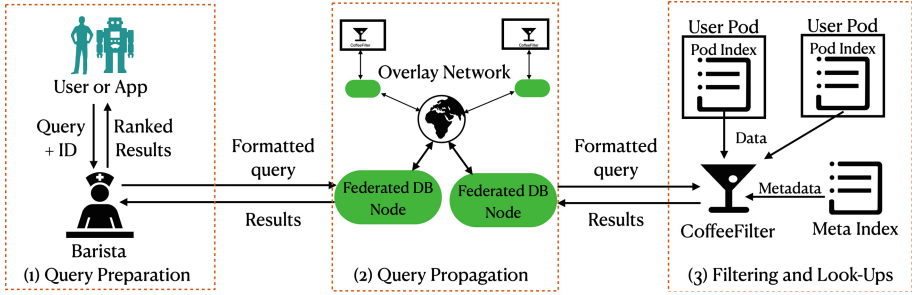 User or App
Query
+ ID
Ranked
Results
Barista
(1) Query Preparation
Formatted
query
Results
CoffeeFilter
CoffeeFilter
Overlay Network
Federated DB
Node
Federated DB
Node
(2) Query Propagation
Formatted
query
Results
User Pod
Pod Index
User Pod
Pod Index
Data
Metadata
CoffeeFilter
Meta Index
(3) Filtering and Look-Ups